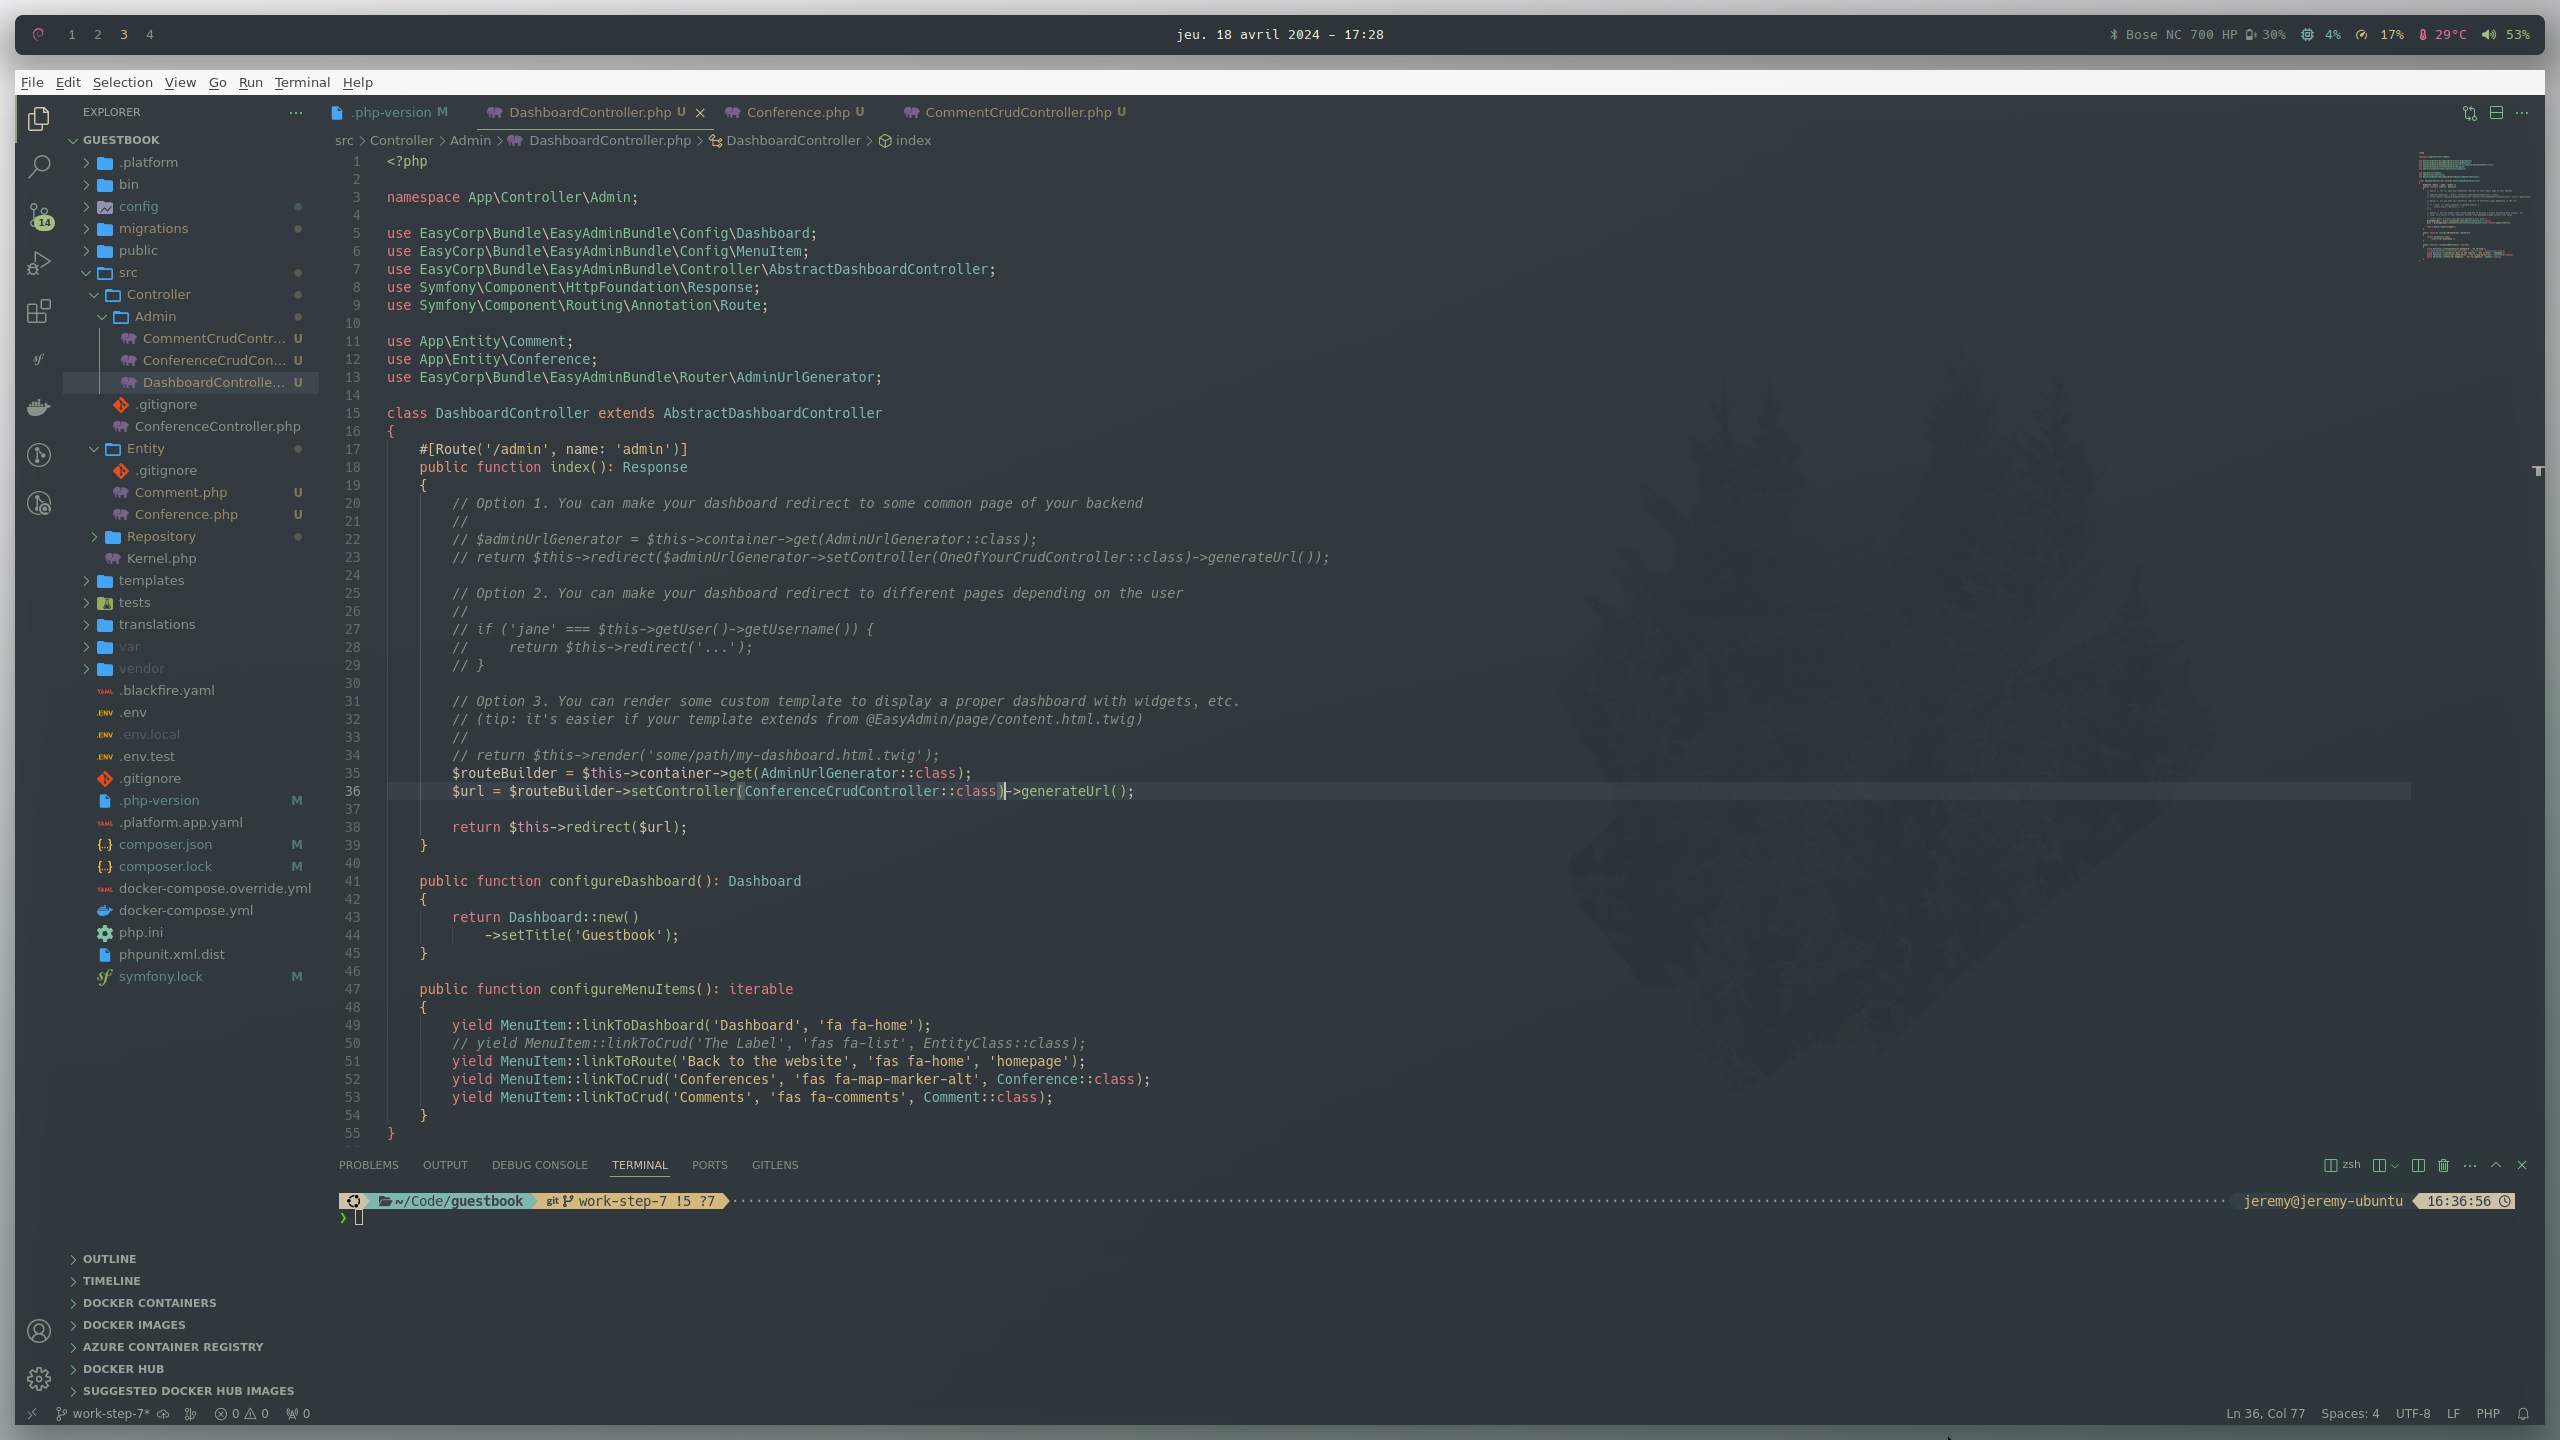 1 2 3 4
jeu. 18 avril 2024 - 17:28
Bose NC 700 HP 30% 4% 17% 29°C 53%
File Edit Selection View Go Run Terminal Help
EXPLORER
GUESTBOOK
.platform
bin
config
migrations
public
src
Controller
Admin
CommentCrudContr... U
ConferenceCrudCon... U
DashboardControlle... U
.gitignore
ConferenceController.php
Entity
.gitignore
Comment.php U
Conference.php U
Repository
Kernel.php
templates
tests
translations
var
vendor
.blackfire.yaml
.env
.env.local
.env.test
.gitignore
.php-version M
.platform.app.yaml
composer.json M
composer.lock M
docker-compose.override.yml
docker-compose.yml
php.ini
phpunit.xml.dist
symfony.lock M
OUTLINE
TIMELINE
DOCKER CONTAINERS
DOCKER IMAGES
AZURE CONTAINER REGISTRY
DOCKER HUB
SUGGESTED DOCKER HUB IMAGES
14
.php-version M DashboardController.php U Conference.php U CommentCrudController.php U
src > Controller > Admin > DashboardController.php > DashboardController > index
1 <?php
2
3 namespace App\Controller\Admin;
4
5 use EasyCorp\Bundle\EasyAdminBundle\Config\Dashboard;
6 use EasyCorp\Bundle\EasyAdminBundle\Config\MenuItem;
7 use EasyCorp\Bundle\EasyAdminBundle\Controller\AbstractDashboardController;
8 use Symfony\Component\HttpFoundation\Response;
9 use Symfony\Component\Routing\Annotation\Route;
10
11 use App\Entity\Comment;
12 use App\Entity\Conference;
13 use EasyCorp\Bundle\EasyAdminBundle\Router\AdminUrlGenerator;
14
15 class DashboardController extends AbstractDashboardController
16 {
17 #[Route('/admin', name: 'admin')]
18 public function index(): Response
19 {
20 // Option 1. You can make your dashboard redirect to some common page of your backend
21 //
22 // $adminUrlGenerator = $this->container->get(AdminUrlGenerator::class);
23 // return $this->redirect($adminUrlGenerator->setController(OneOfYourCrudController::class)->generateUrl());
24
25 // Option 2. You can make your dashboard redirect to different pages depending on the user
26 //
27 // if ('jane' === $this->getUser()->getUsername()) {
28 // return $this->redirect('...');
29 // }
30
31 // Option 3. You can render some custom template to display a proper dashboard with widgets, etc.
32 // (tip: it's easier if your template extends from @EasyAdmin/page/content.html.twig)
33 //
34 // return $this->render('some/path/my-dashboard.html.twig');
35 $routeBuilder = $this->container->get(AdminUrlGenerator::class);
36 $url = $routeBuilder->setController(ConferenceCrudController::class)->generateUrl();
37
38 return $this->redirect($url);
39 }
40
41 public function configureDashboard(): Dashboard
42 {
43 return Dashboard::new()
44 ->setTitle('Guestbook');
45 }
46
47 public function configureMenuItems(): iterable
48 {
49 yield MenuItem::linkToDashboard('Dashboard', 'fa fa-home');
50 // yield MenuItem::linkToCrud('The Label', 'fas fa-list', EntityClass::class);
51 yield MenuItem::linkToRoute('Back to the website', 'fas fa-home', 'homepage');
52 yield MenuItem::linkToCrud('Conferences', 'fas fa-map-marker-alt', Conference::class);
53 yield MenuItem::linkToCrud('Comments', 'fas fa-comments', Comment::class);
54 }
55 }
PROBLEMS OUTPUT DEBUG CONSOLE TERMINAL PORTS GITLENS
zsh
~/Code/guestbook git work-step-7 !5 ?7 jeremy@jeremy-ubuntu 16:36:56
❯
work-step-7* 0 0 0
Ln 36, Col 77 Spaces: 4 UTF-8 LF PHP